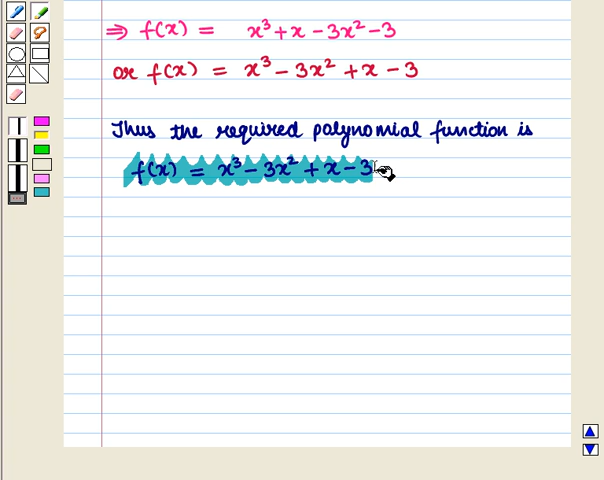 ⇒ f(x) = x³ + x - 3x² - 3
or f(x) = x³ - 3x² + x - 3
Thus the required polynomial function is
f(x) = x³ - 3x² + x - 3